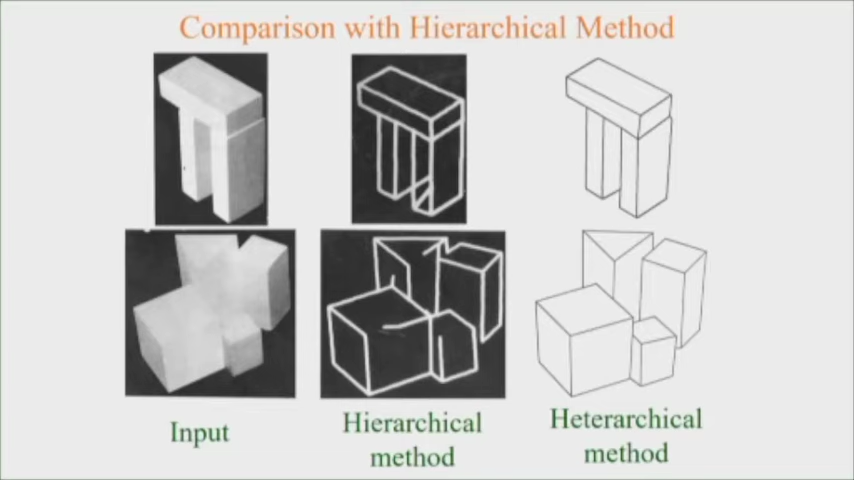 Comparison with Hierarchical Method
Input
Hierarchical
method
Heterarchical
method